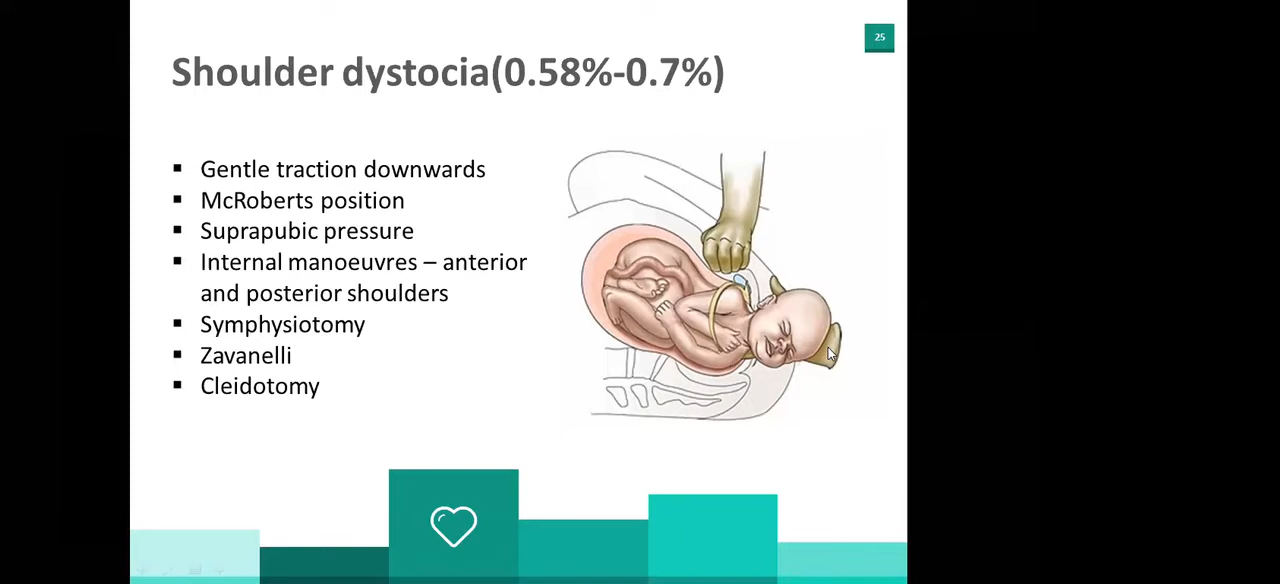 25
Shoulder dystocia(0.58%-0.7%)
▪ Gentle traction downwards
▪ McRoberts position
▪ Suprapubic pressure
▪ Internal manoeuvres – anterior
and posterior shoulders
▪ Symphysiotomy
▪ Zavanelli
▪ Cleidotomy